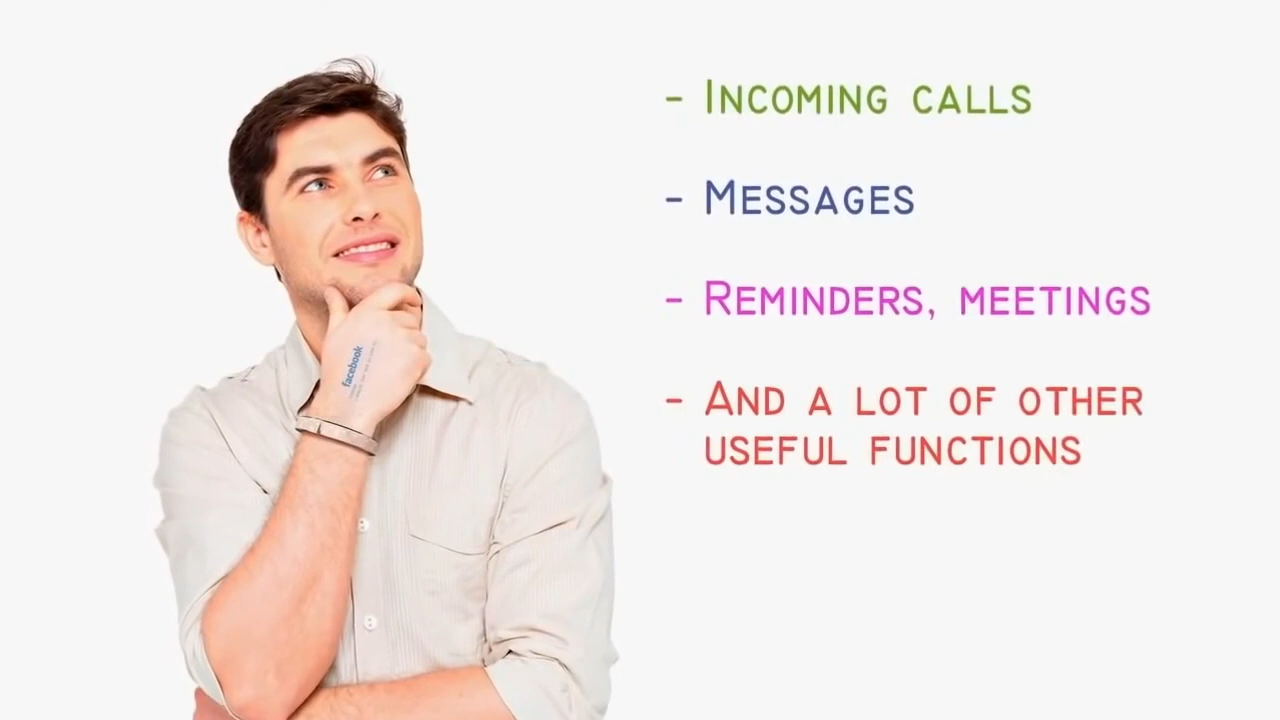 - Incoming calls
- Messages
- Reminders, meetings
- And a lot of other
useful functions
facebook